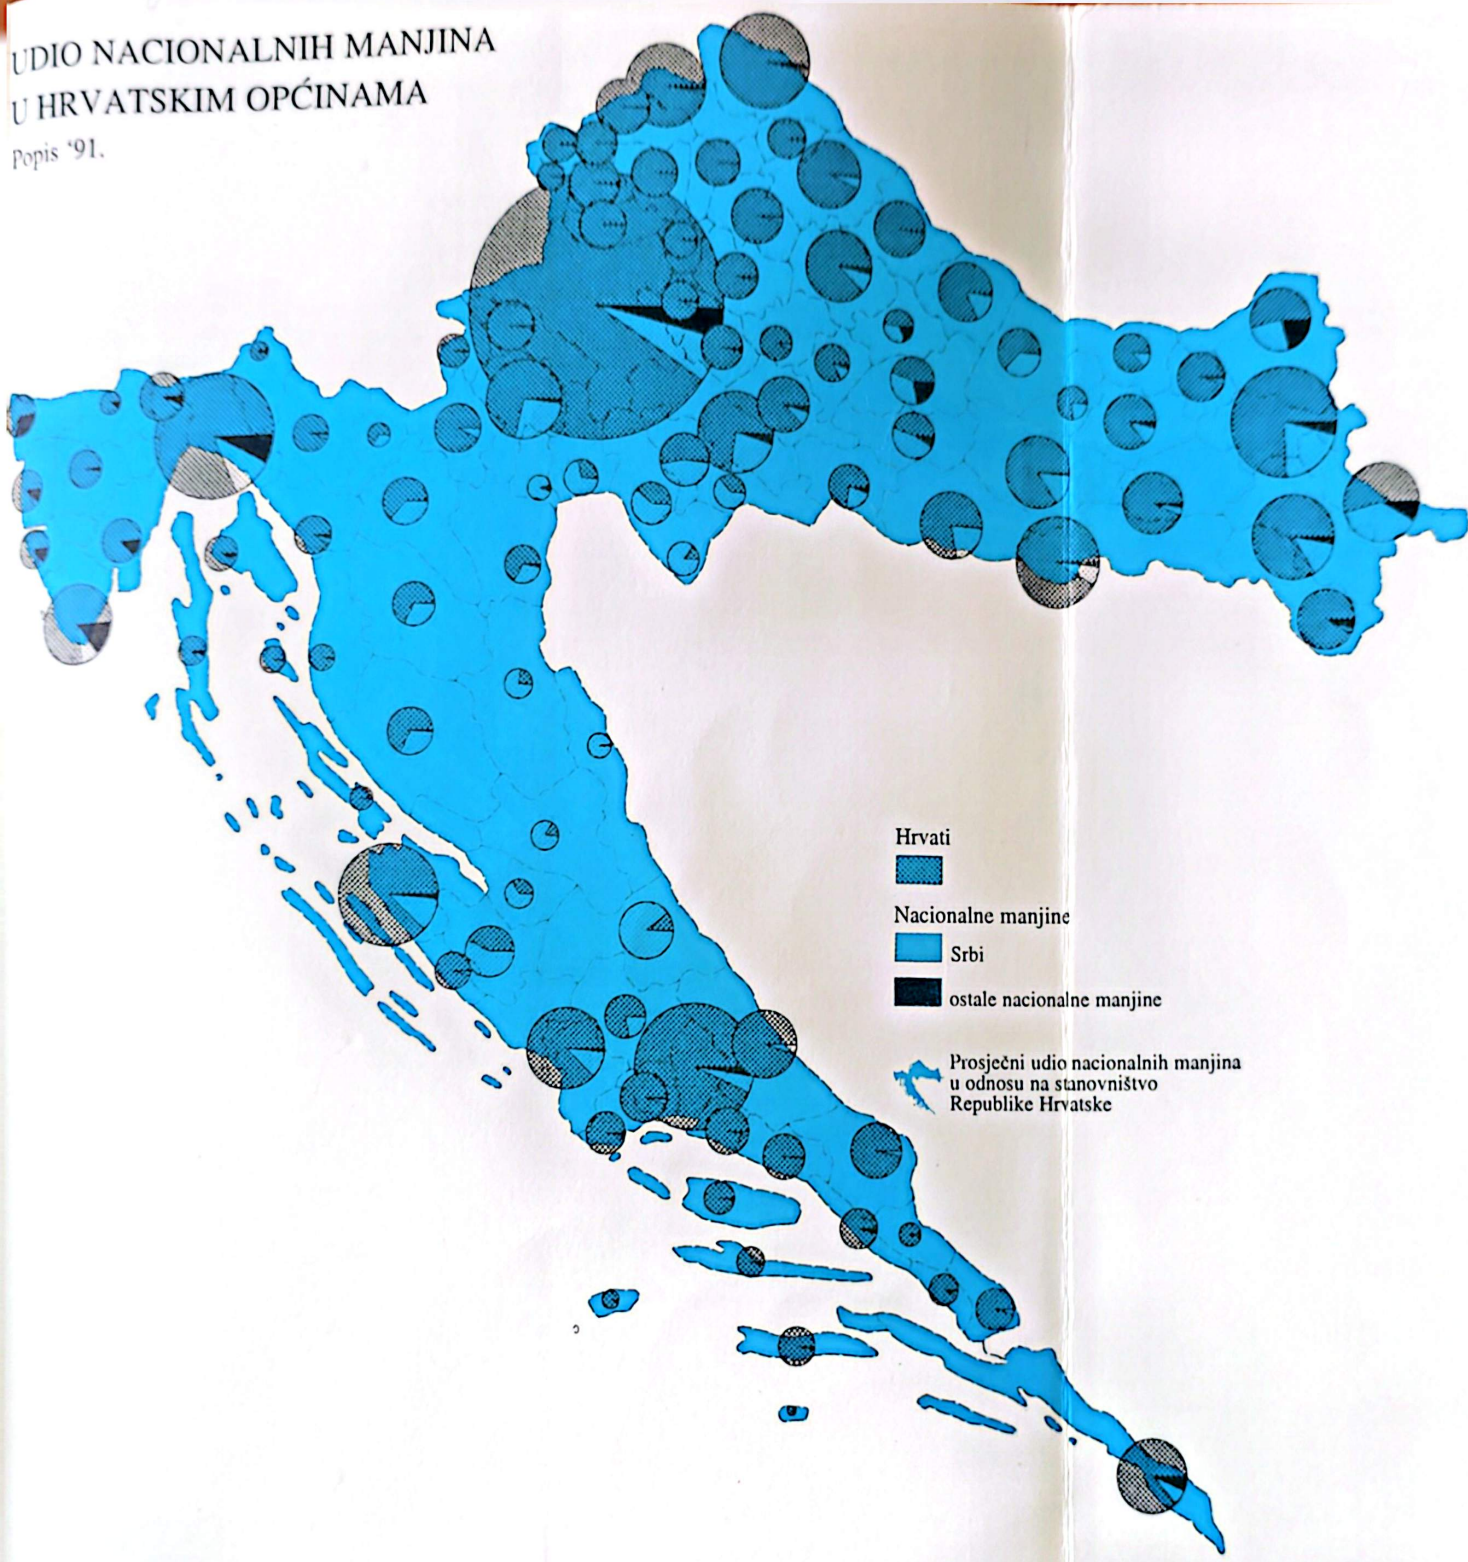 UDIO NACIONALNIH MANJINA
U HRVATSKIM OPĆINAMA
Popis '91.
Hrvati
Nacionalne manjine
Srbi
ostale nacionalne manjine
Prosječni udio nacionalnih manjina
u odnosu na stanovništvo
Republike Hrvatske